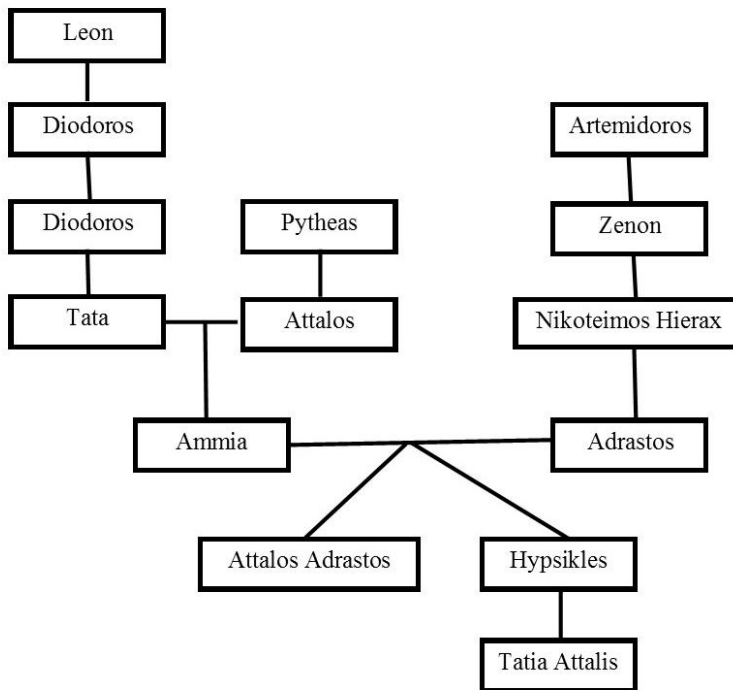 Leon
Diodoros
Artemidoros
Diodoros
Pytheas
Zenon
Tata
Attalos
Nikoteimos Hierax
Ammia
Adrastos
Attalos Adrastos
Hypsikles
Tatia Attalis